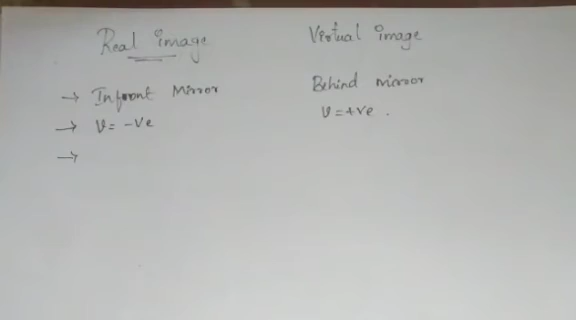 Real image Virtual image
→ Infront Mirror Behind mirror
→ V = -ve V = +ve .
→